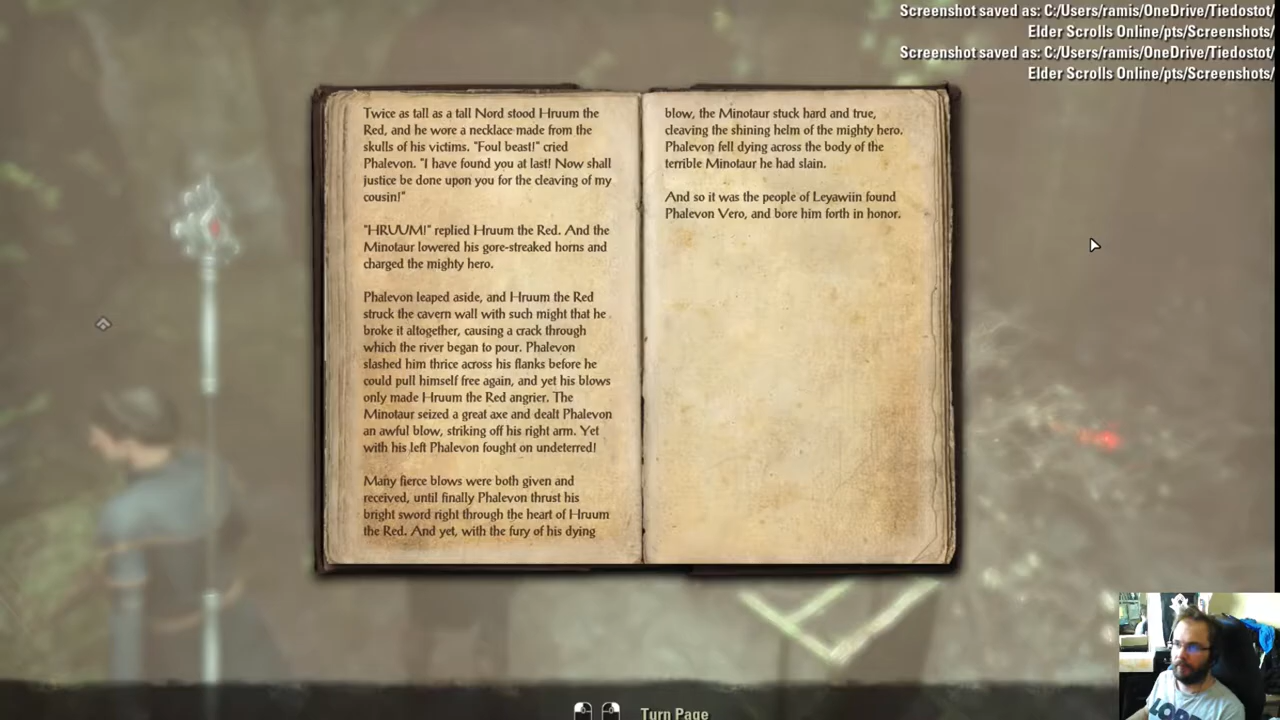 Screenshot saved as: C:/Users/ramis/OneDrive/Tiedostot/
Elder Scrolls Online/pts/Screenshots/
Screenshot saved as: C:/Users/ramis/OneDrive/Tiedostot/
Elder Scrolls Online/pts/Screenshots/
Twice as tall as a tall Nord stood Hruum the
Red, and he wore a necklace made from the
skulls of his victims. "Foul beast!" cried
Phalevon. "I have found you at last! Now shall
justice be done upon you for the cleaving of my
cousin!"
"HRUUM!" replied Hruum the Red. And the
Minotaur lowered his gore-streaked horns and
charged the mighty hero.
Phalevon leaped aside, and Hruum the Red
struck the cavern wall with such might that he
broke it altogether, causing a crack through
which the river began to pour. Phalevon
slashed him thrice across his flanks before he
could pull himself free again, and yet his blows
only made Hruum the Red angrier. The
Minotaur seized a great axe and dealt Phalevon
an awful blow, striking off his right arm. Yet
with his left Phalevon fought on undeterred!
Many fierce blows were both given and
received, until finally Phalevon thrust his
bright sword right through the heart of Hruum
the Red. And yet, with the fury of his dying
blow, the Minotaur stuck hard and true,
cleaving the shining helm of the mighty hero.
Phalevon fell dying across the body of the
terrible Minotaur he had slain.
And so it was the people of Leyawiin found
Phalevon Vero, and bore him forth in honor.
Turn Page